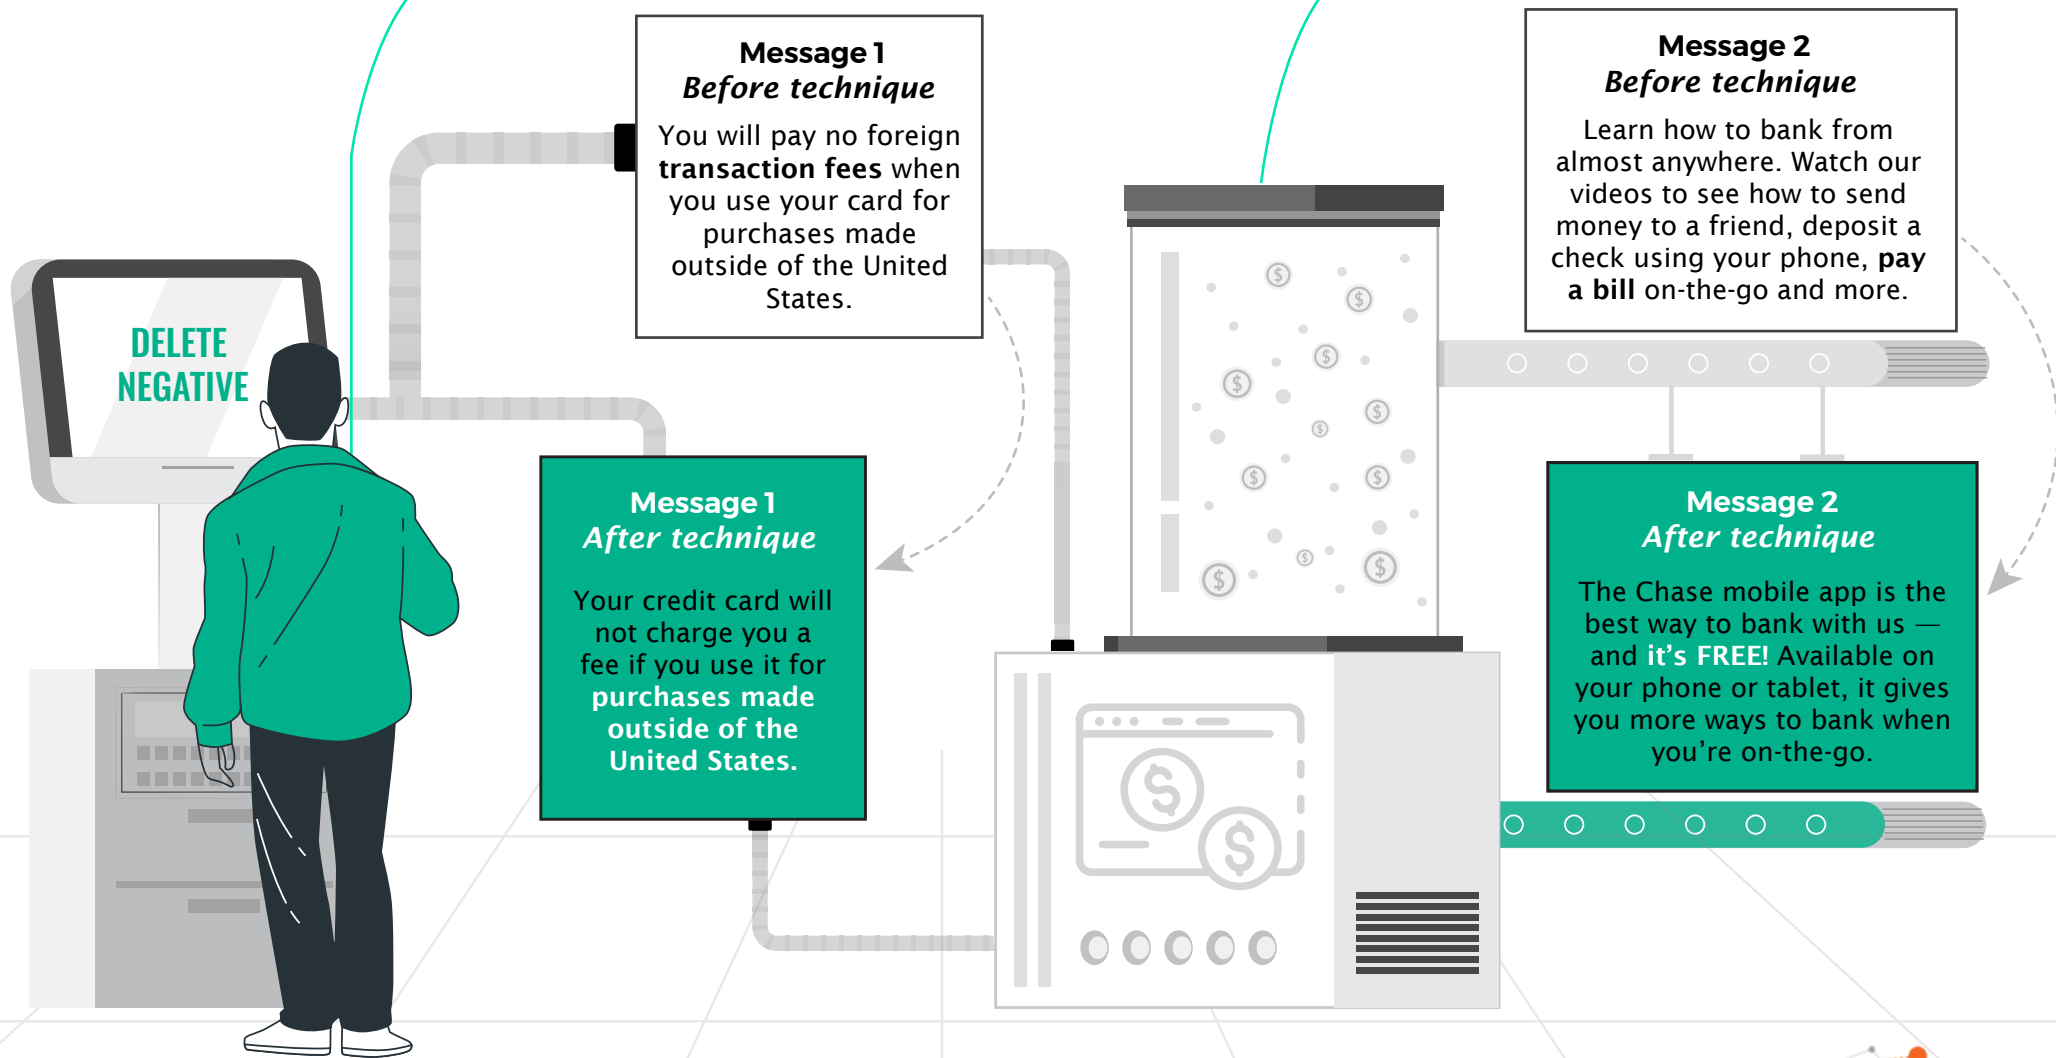 DELETE
NEGATIVE
Message 1
Before technique
You will pay no foreign
transaction fees when
you use your card for
purchases made
outside of the United
States.
Message 1
After technique
Your credit card will
not charge you a
fee if you use it for
purchases made
outside of the
United States.
Message 2
Before technique
Learn how to bank from
almost anywhere. Watch our
videos to see how to send
money to a friend, deposit a
check using your phone, pay
a bill on-the-go and more.
Message 2
After technique
The Chase mobile app is the
best way to bank with us —
and it’s FREE! Available on
your phone or tablet, it gives
you more ways to bank when
you’re on-the-go.